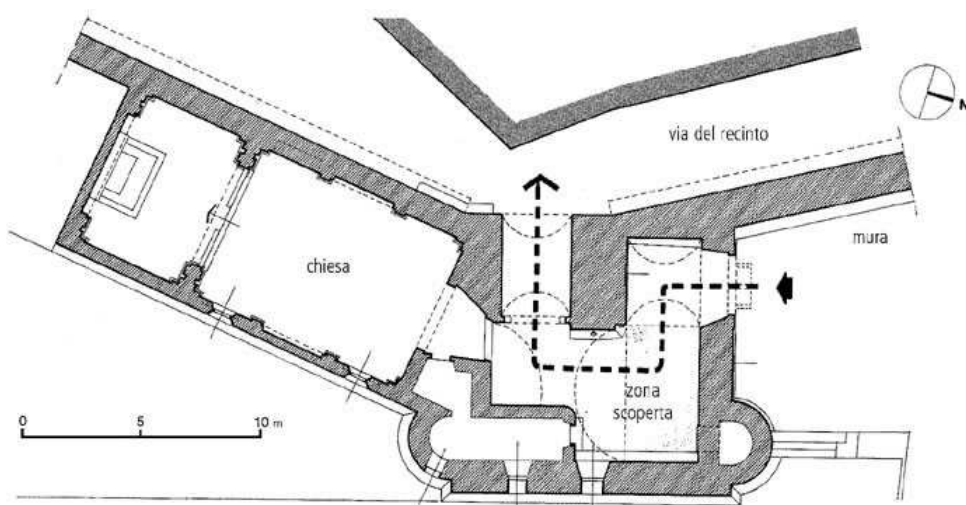 via del recinto
N
mura
chiesa
zona
scoperta
0 5 10 m